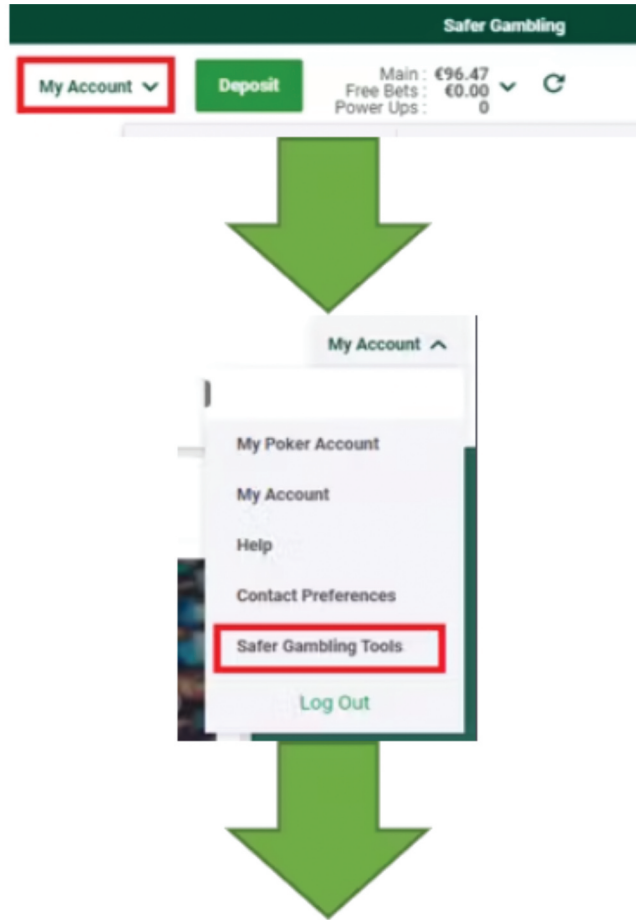 Safer Gambling
My Account
Deposit
Main : €96.47
Free Bets : €0.00
Power Ups : 0
My Account
My Poker Account
My Account
Help
Contact Preferences
Safer Gambling Tools
Log Out